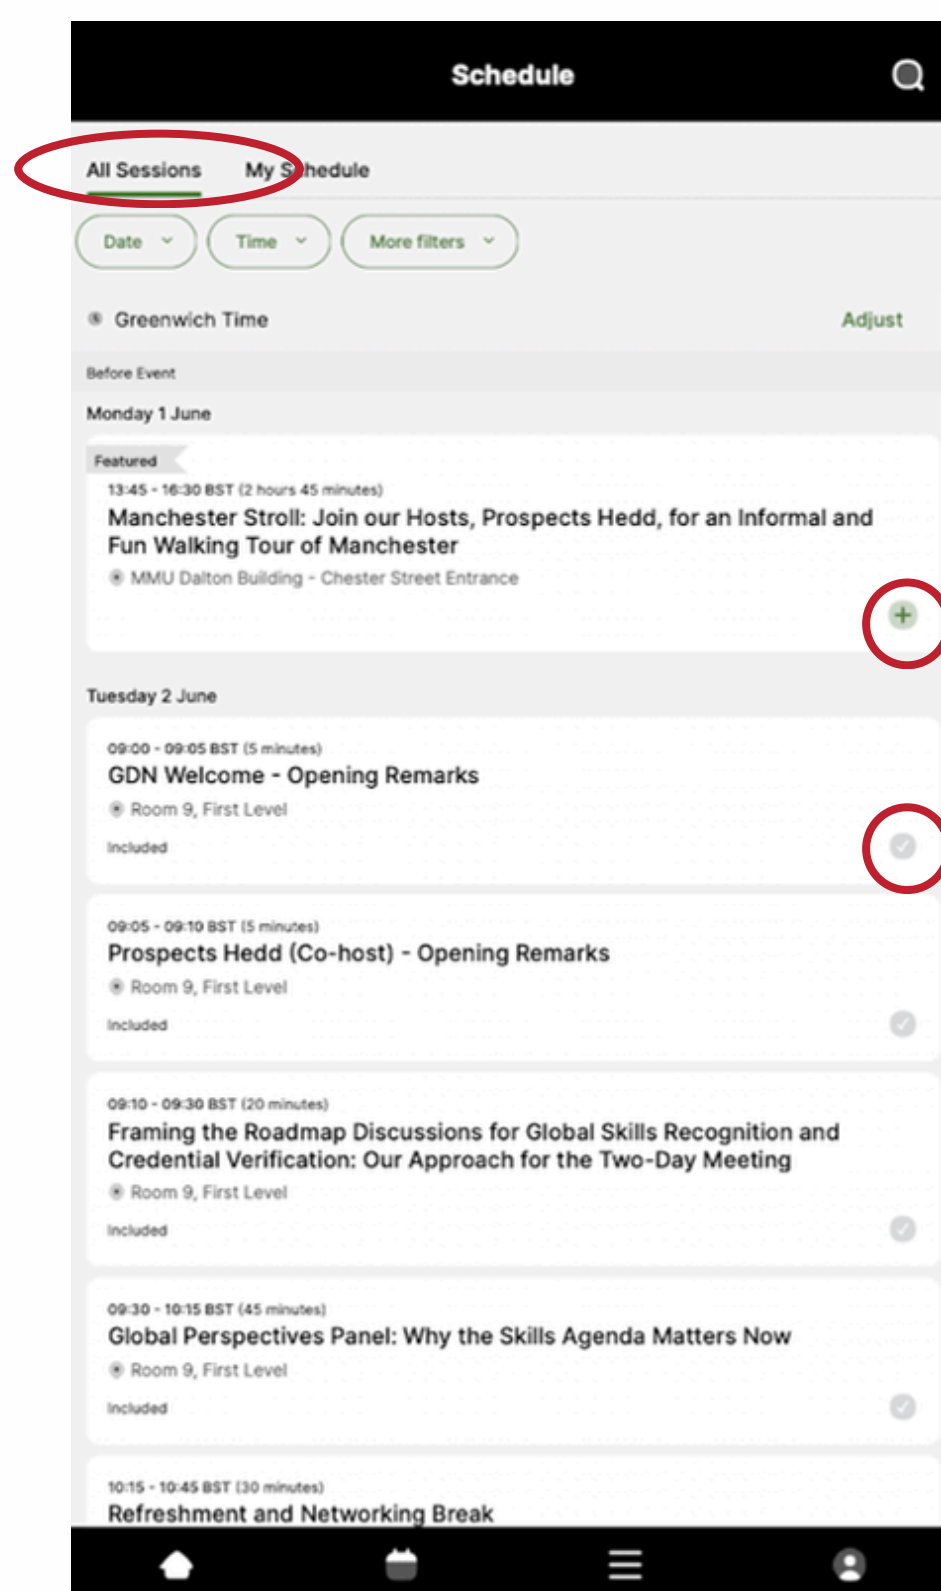 Schedule
All Sessions
My Schedule
Date
Time
More filters
Greenwich Time
Adjust
Before Event
Monday 1 June
Featured
13:45 - 16:30 BST (2 hours 45 minutes)
Manchester Stroll: Join our Hosts, Prospects Hedd, for an Informal and
Fun Walking Tour of Manchester
MMU Dalton Building - Chester Street Entrance
Tuesday 2 June
09:00 - 09:05 BST (5 minutes)
GDN Welcome - Opening Remarks
Room 9, First Level
Included
09:05 - 09:10 BST (5 minutes)
Prospects Hedd (Co-host) - Opening Remarks
Room 9, First Level
Included
09:10 - 09:30 BST (20 minutes)
Framing the Roadmap Discussions for Global Skills Recognition and
Credential Verification: Our Approach for the Two-Day Meeting
Room 9, First Level
Included
09:30 - 10:15 BST (45 minutes)
Global Perspectives Panel: Why the Skills Agenda Matters Now
Room 9, First Level
Included
10:15 - 10:45 BST (30 minutes)
Refreshment and Networking Break